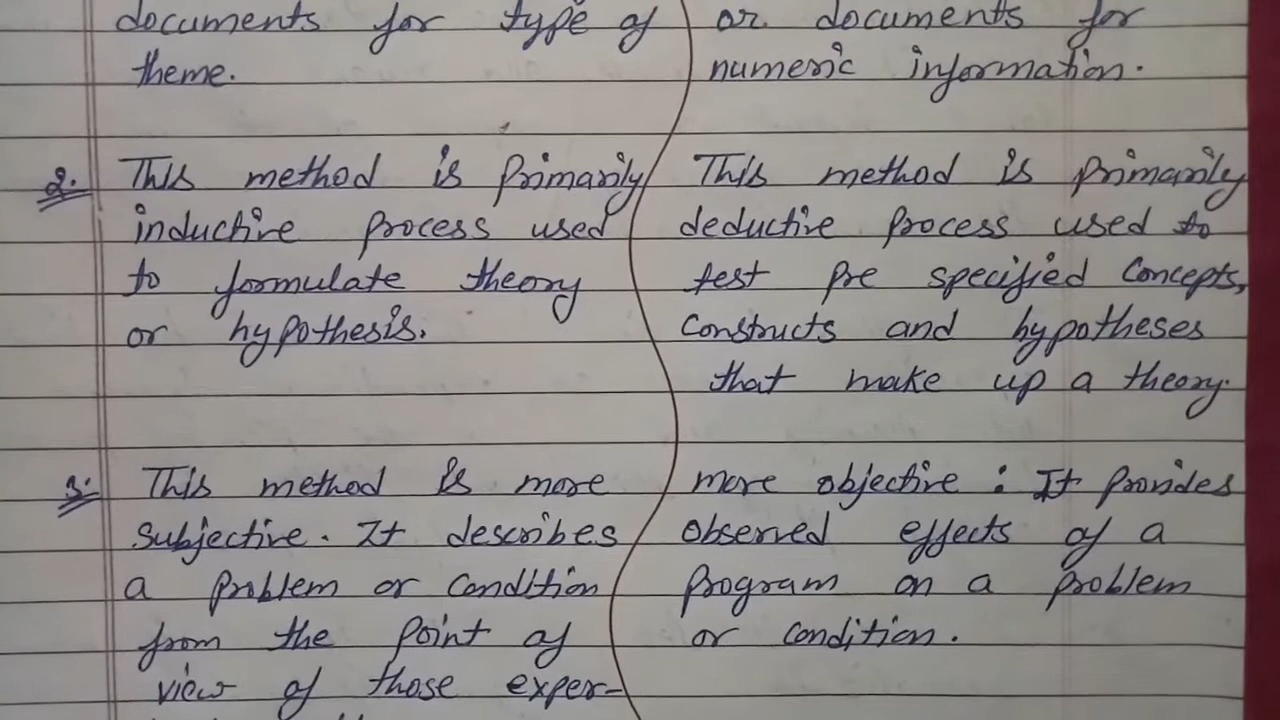 documents for type of
theme.
2. This method is Primarily
inductive process used
to formulate theory
or hypothesis.
3. This method is more
Subjective. It describes
a Problem or Condition
from the Point of
view of those exper-
or documents for
numeric information.
This method is primarily
deductive Process used to
test Pre specified Concepts,
Constructs and hypotheses
that make up a theory.
more objective : It Provides
observed effects of a
Program on a Problem
or Condition.